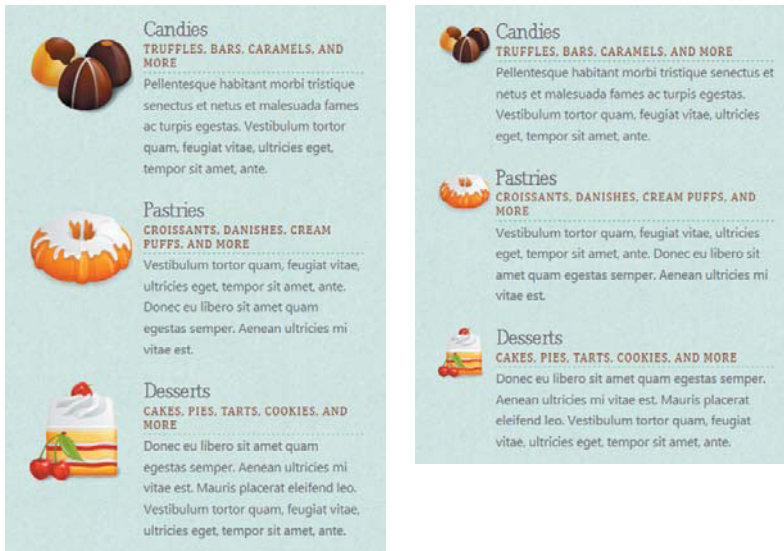 Candies
TRUFFLES, BARS, CARAMELS, AND
MORE
Pellentesque habitant morbi tristique
senectus et netus et malesuada fames
ac turpis egestas. Vestibulum tortor
quam, feugiat vitae, ultricies eget,
tempor sit amet, ante.
Pastries
CROISSANTS, DANISHES, CREAM
PUFFS, AND MORE
Vestibulum tortor quam, feugiat vitae,
ultricies eget, tempor sit amet, ante.
Donec eu libero sit amet quam
egestas semper. Aenean ultricies mi
vitae est.
Desserts
CAKES, PIES, TARTS, COOKIES, AND
MORE
Donec eu libero sit amet quam
egestas semper. Aenean ultricies mi
vitae est. Mauris placerat eleifend leo.
Vestibulum tortor quam, feugiat vitae,
ultricies eget, tempor sit amet, ante.
Candies
TRUFFLES, BARS, CARAMELS, AND MORE
Pellentesque habitant morbi tristique senectus et
netus et malesuada fames ac turpis egestas.
Vestibulum tortor quam, feugiat vitae, ultricies
eget, tempor sit amet, ante.
Pastries
CROISSANTS, DANISHES, CREAM PUFFS, AND
MORE
Vestibulum tortor quam, feugiat vitae, ultricies
eget, tempor sit amet, ante. Donec eu libero sit
amet quam egestas semper. Aenean ultricies mi
vitae est.
Desserts
CAKES, PIES, TARTS, COOKIES, AND MORE
Donec eu libero sit amet quam egestas semper.
Aenean ultricies mi vitae est. Mauris placerat
eleifend leo. Vestibulum tortor quam, feugiat
vitae, ultricies eget, tempor sit amet, ante.